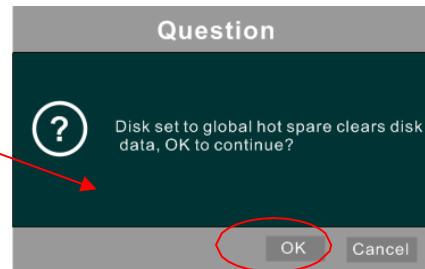 Question
?
Disk set to global hot spare clears disk
data, OK to continue?
OK Cancel